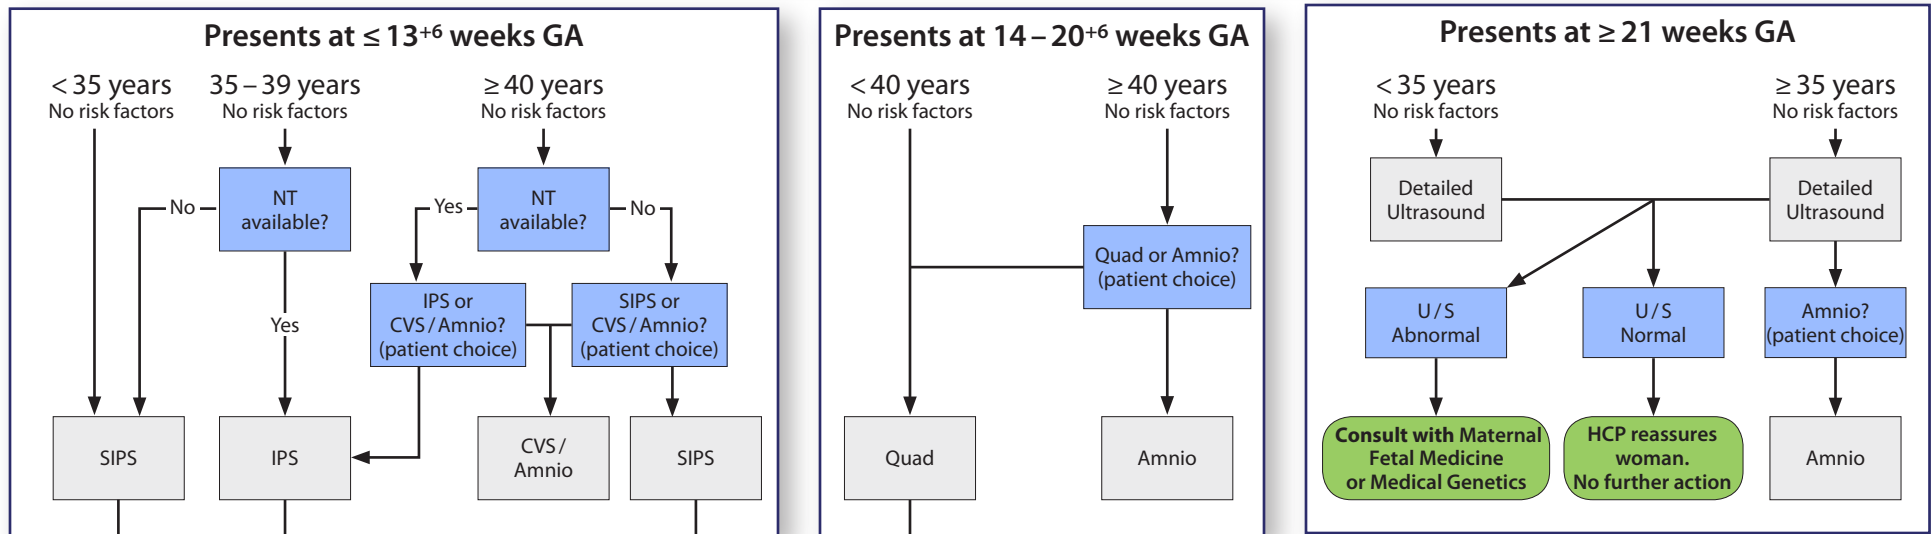 Presents at ≤ 13+6 weeks GA
< 35 years
No risk factors
35 – 39 years
No risk factors
≥ 40 years
No risk factors
NT
available?
No
Yes
NT
available?
Yes
No
IPS or
CVS / Amnio?
(patient choice)
SIPS or
CVS / Amnio?
(patient choice)
SIPS
IPS
CVS /
Amnio
SIPS
Presents at 14 – 20+6 weeks GA
< 40 years
No risk factors
≥ 40 years
No risk factors
Quad or Amnio?
(patient choice)
Quad
Amnio
Presents at ≥ 21 weeks GA
< 35 years
No risk factors
≥ 35 years
No risk factors
Detailed
Ultrasound
Detailed
Ultrasound
U / S
Abnormal
U / S
Normal
Amnio?
(patient choice)
Consult with Maternal
Fetal Medicine
or Medical Genetics
HCP reassures
woman.
No further action
Amnio